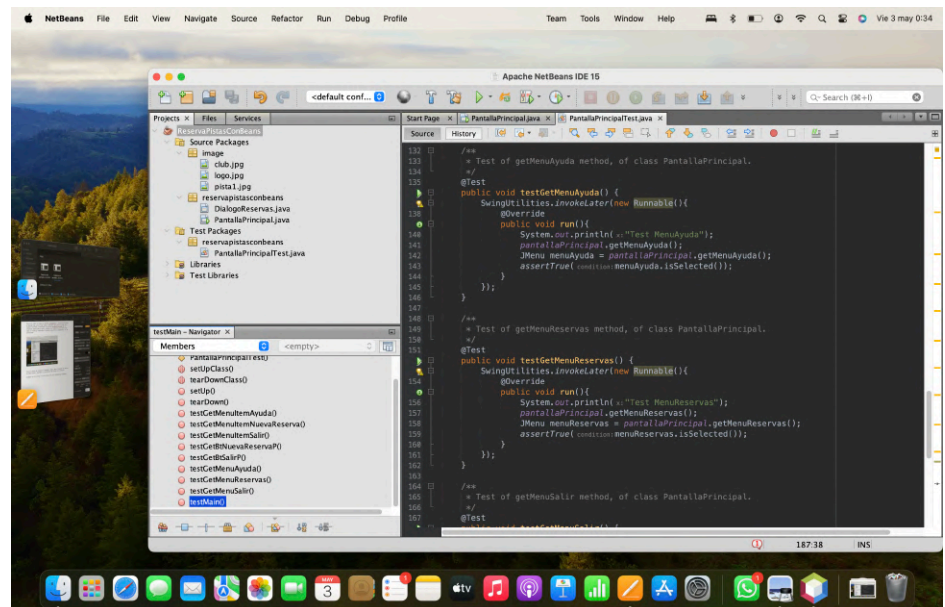 NetBeans File Edit View Navigate Source Refactor Run Debug Profile Team Tools Window Help Vie 3 may 0:34
Apache NetBeans IDE 15
<default conf... Search (⌘+I)
Projects × Files Services
Start Page × PantallaPrincipal.java × PantallaPrincipalTest.java ×
Source History
ReservaPistasConBeans
Source Packages
image
club.jpg
logo.jpg
pista1.jpg
reservapistasconbeans
DialogoReservas.java
PantallaPrincipal.java
Test Packages
reservapistasconbeans
PantallaPrincipalTest.java
Libraries
Test Libraries
testMain - Navigator ×
Members <empty>
PantallaPrincipalTest()
setUpClass()
tearDownClass()
setUp()
tearDown()
testGetMenuItemAyuda()
testGetMenuItemNuevaReserva()
testGetMenuItemSalir()
testGetBtNuevaReservaP()
testGetBtSalirP()
testGetMenuAyuda()
testGetMenuReservas()
testGetMenuSalir()
testMain()
132 /**
133 * Test of getMenuAyuda method, of class PantallaPrincipal.
134 */
135 @Test
public void testGetMenuAyuda() {
SwingUtilities.invokeLater(new Runnable(){
138 @Override
public void run(){
140 System.out.println( x: "Test MenuAyuda");
141 pantallaPrincipal.getMenuAyuda();
142 JMenu menuAyuda = pantallaPrincipal.getMenuAyuda();
143 assertTrue( condition: menuAyuda.isSelected());
144 }
145 });
146 }
147
148 /**
149 * Test of getMenuReservas method, of class PantallaPrincipal.
150 */
151 @Test
public void testGetMenuReservas() {
SwingUtilities.invokeLater(new Runnable(){
154 @Override
public void run(){
156 System.out.println( x: "Test MenuReservas");
157 pantallaPrincipal.getMenuReservas();
158 JMenu menuReservas = pantallaPrincipal.getMenuReservas();
159 assertTrue( condition: menuReservas.isSelected());
160 }
161 });
162 }
163
164 /**
165 * Test of getMenuSalir method, of class PantallaPrincipal.
166 */
167 @Test
187:38 INS
MAY
3
tv